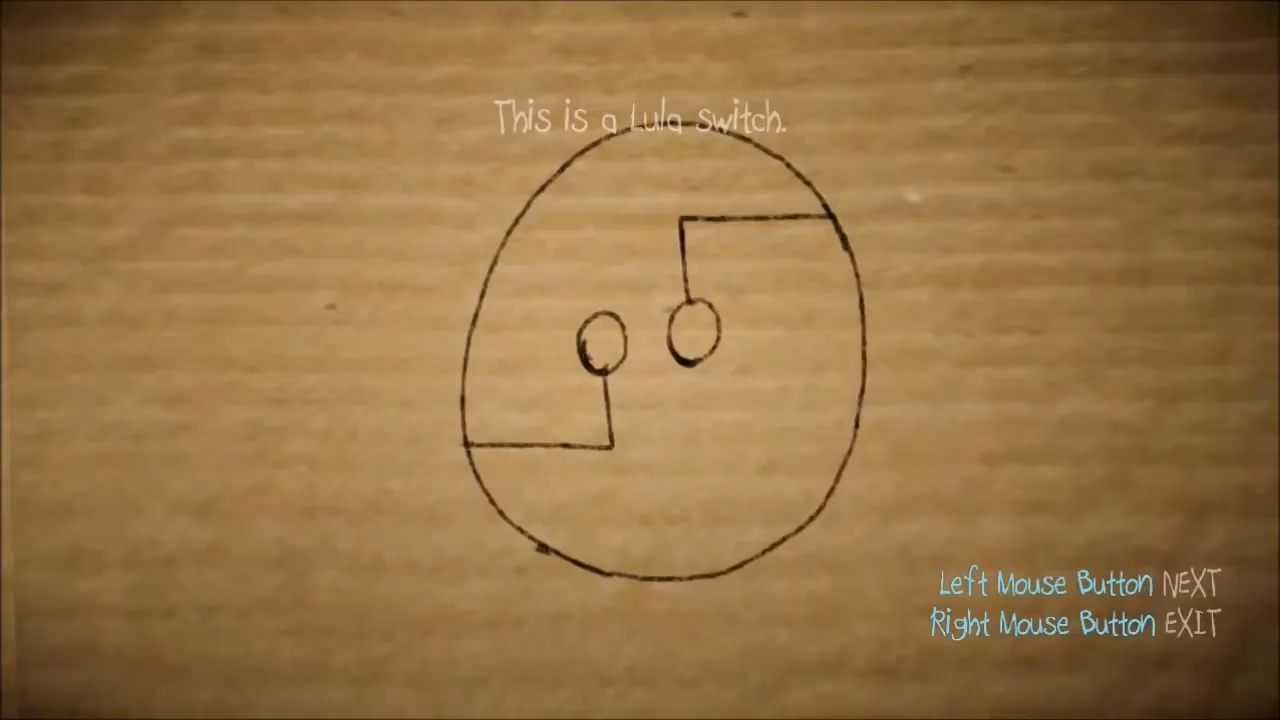 This is a Lula switch.
Left Mouse Button NEXT
Right Mouse Button EXIT